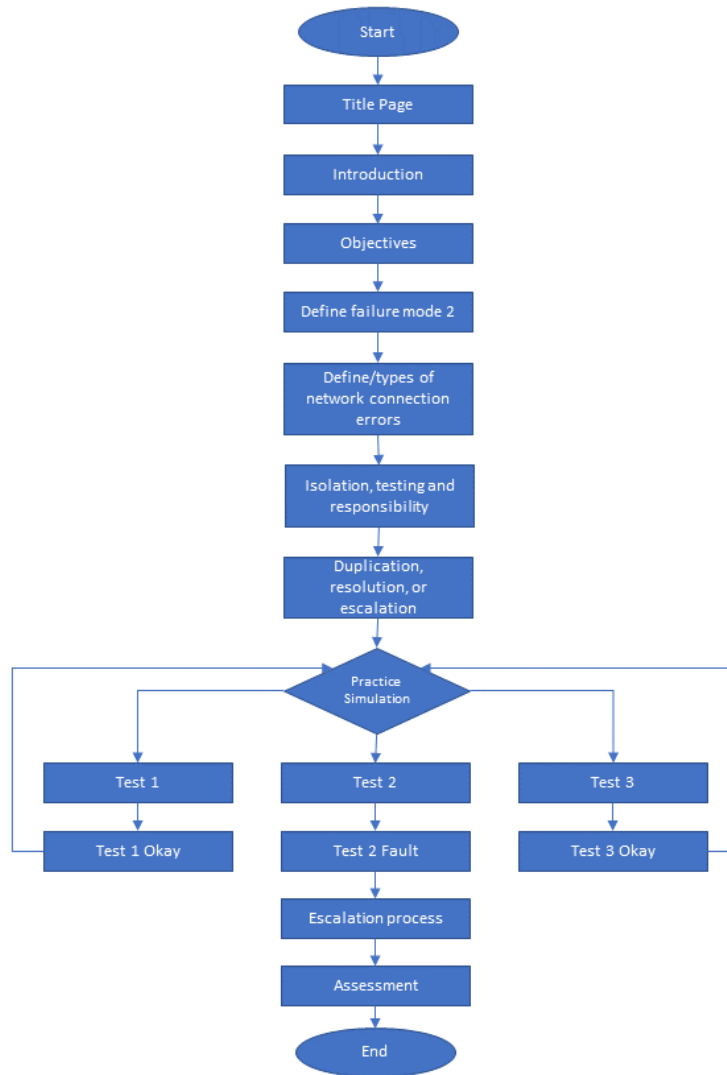 Start
Title Page
Introduction
Objectives
Define failure mode 2
Define/types of
network connection
errors
Isolation, testing and
responsibility
Duplication,
resolution, or
escalation
Practice
Simulation
Test 1
Test 2
Test 3
Test 1 Okay
Test 2 Fault
Test 3 Okay
Escalation process
Assessment
End